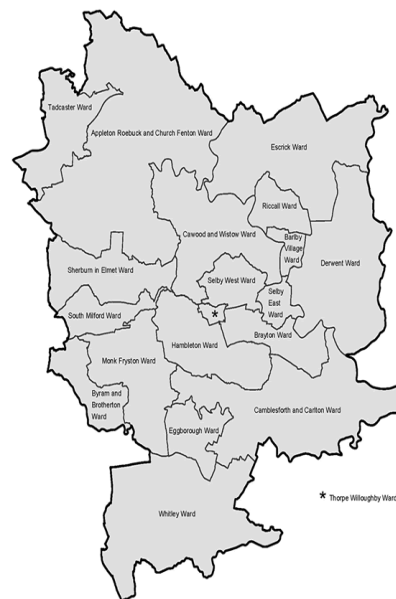 Tadcaster Ward
Appleton Roebuck and Church Fenton Ward
Escrick Ward
Riccall Ward
Cawood and Wistow Ward
Barlby
Village
Ward
Derwent Ward
Sherburn in Elmet Ward
Selby West Ward
Selby
East
Ward
South Milford Ward
*
Brayton Ward
Hambleton Ward
Monk Fryston Ward
Byram and
Brotherton
Ward
Camblesforth and Carlton Ward
Eggborough Ward
* Thorpe Willoughby Ward
Whitley Ward